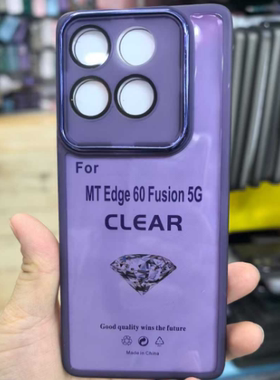 For
MT Edge 60 Fusion 5G
CLEAR
Good quality wins the future
Made in China